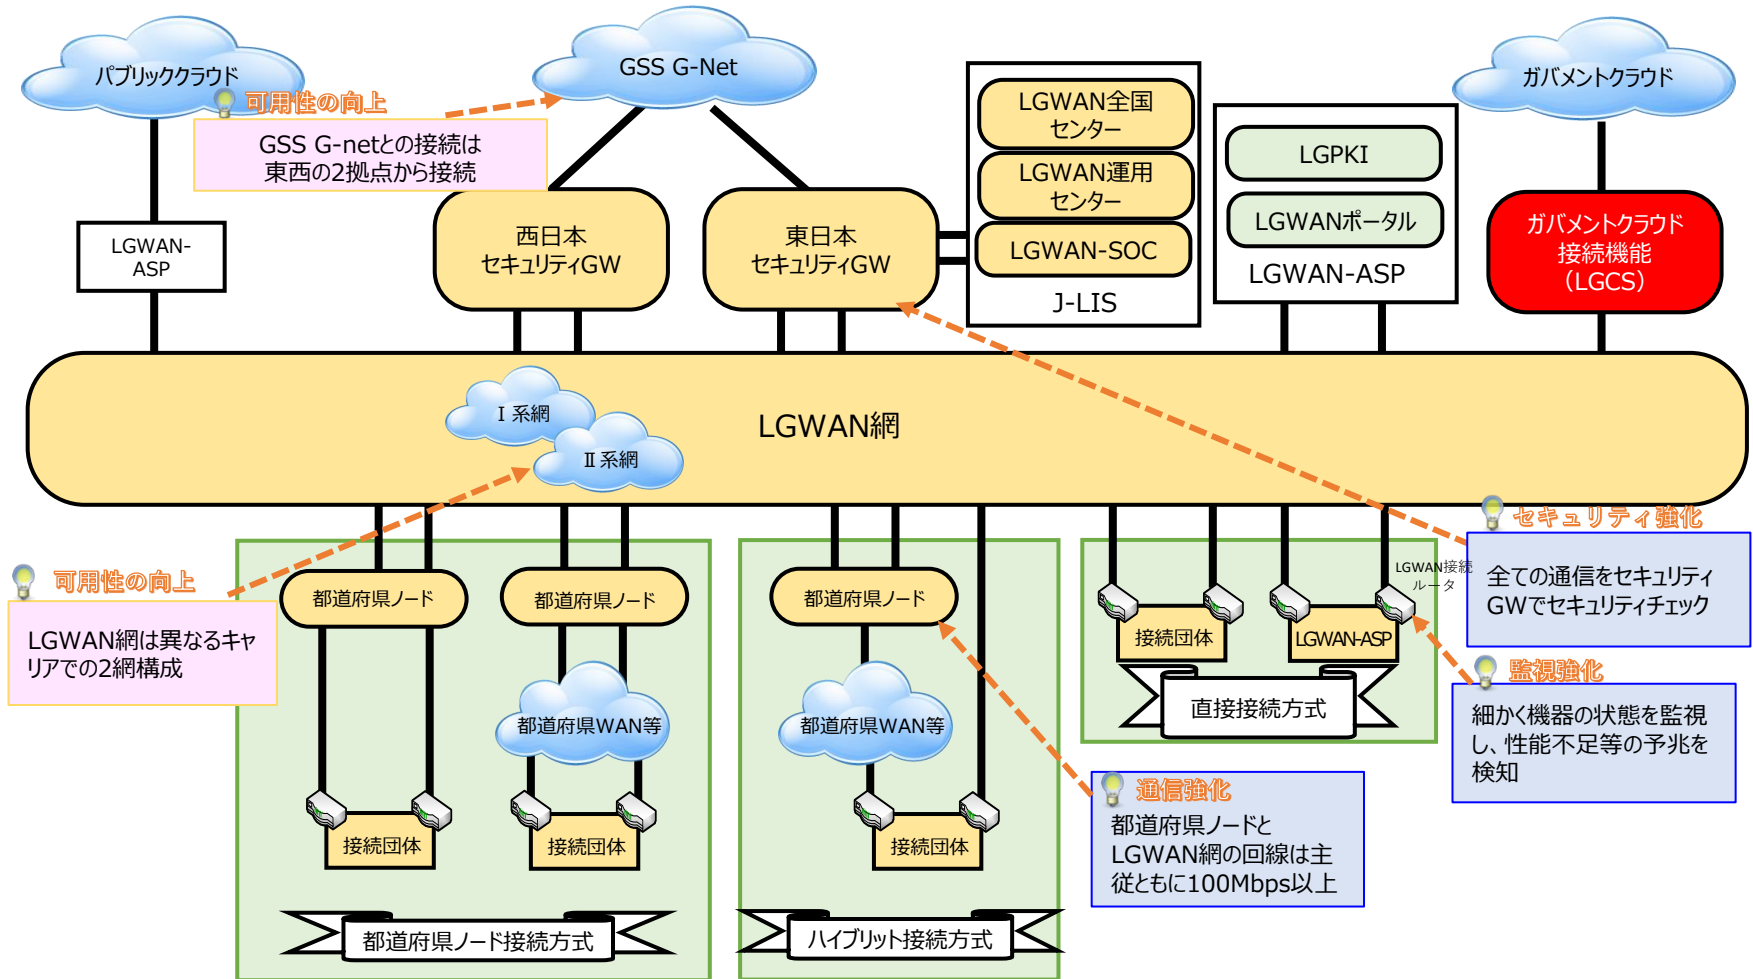 パブリッククラウド
GSS G-Net
ガバメントクラウド
可用性の向上
GSS G-netとの接続は
東西の2拠点から接続
LGWAN-
ASP
西日本
セキュリティGW
東日本
セキュリティGW
LGWAN全国
センター
LGWAN運用
センター
LGWAN-SOC
J-LIS
LGPKI
LGWANポータル
LGWAN-ASP
ガバメントクラウド
接続機能
（LGCS）
Ⅰ系網
Ⅱ系網
LGWAN網
セキュリティ強化
全ての通信をセキュリティ
GWでセキュリティチェック
可用性の向上
LGWAN網は異なるキャ
リアでの2網構成
都道府県ノード
都道府県ノード
都道府県WAN等
接続団体
接続団体
都道府県ノード接続方式
都道府県ノード
都道府県WAN等
接続団体
ハイブリット接続方式
LGWAN接続
ルータ
接続団体
LGWAN-ASP
直接接続方式
監視強化
細かく機器の状態を監視
し、性能不足等の予兆を
検知
通信強化
都道府県ノードと
LGWAN網の回線は主
従ともに100Mbps以上